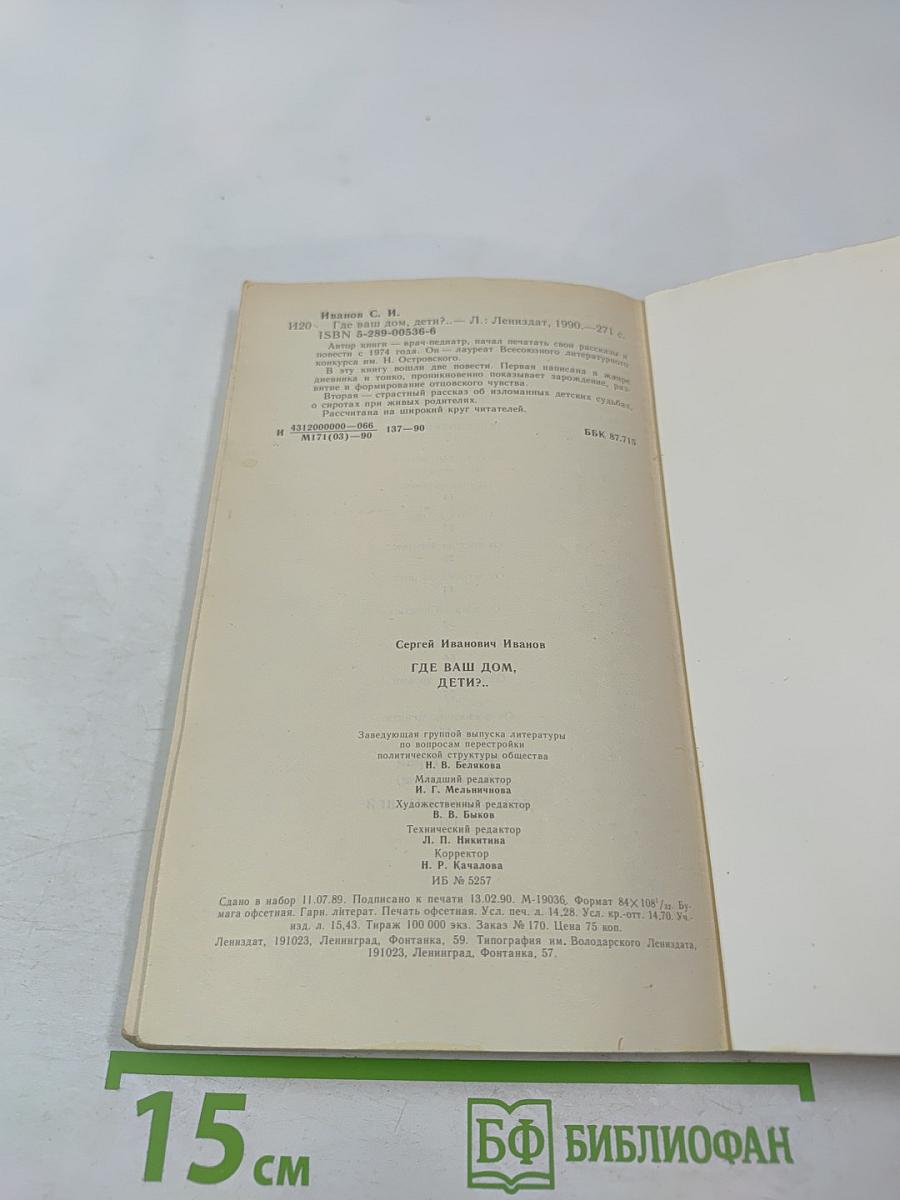 Иванов С. И.
И20 Где ваш дом, дети?..— Л.: Лениздат, 1990.—271 с.
ISBN 5-289-00536-6
Автор книги — врач-педиатр, начал печатать свои рассказы и
повести с 1974 года. Он — лауреат Всесоюзного литературного
конкурса им. Н. Островского.
В эту книгу вошли две повести. Первая написана в жанре
дневника и тонко, проникновенно показывает зарождение, раз-
витие и формирование отцовского чувства.
Вторая — страстный рассказ об изломанных детских судьбах,
о сиротах при живых родителях.
Рассчитана на широкий круг читателей.
И 4312000000—066 137—90
М171(03)—90
ББК 87.715
Сергей Иванович Иванов
ГДЕ ВАШ ДОМ,
ДЕТИ?..
Заведующая группой выпуска литературы
по вопросам перестройки
политической структуры общества
Н. В. Белякова
Младший редактор
И. Г. Мельничнова
Художественный редактор
В. В. Быков
Технический редактор
Л. П. Никитина
Корректор
Н. Р. Качалова
ИБ № 5257
Сдано в набор 11.07.89. Подписано к печати 13.02.90. М-19036. Формат 84×108¹/₃₂. Бу-
мага офсетная. Гарн. литерат. Печать офсетная. Усл. печ. л. 14,28. Усл. кр.-отт. 14,70. Уч.-
изд. л. 15,43. Тираж 100 000 экз. Заказ № 170. Цена 75 коп.
Лениздат, 191023, Ленинград, Фонтанка, 59. Типография им. Володарского Лениздата,
191023, Ленинград, Фонтанка, 57.
15 см
БФ БИБЛИОФАН